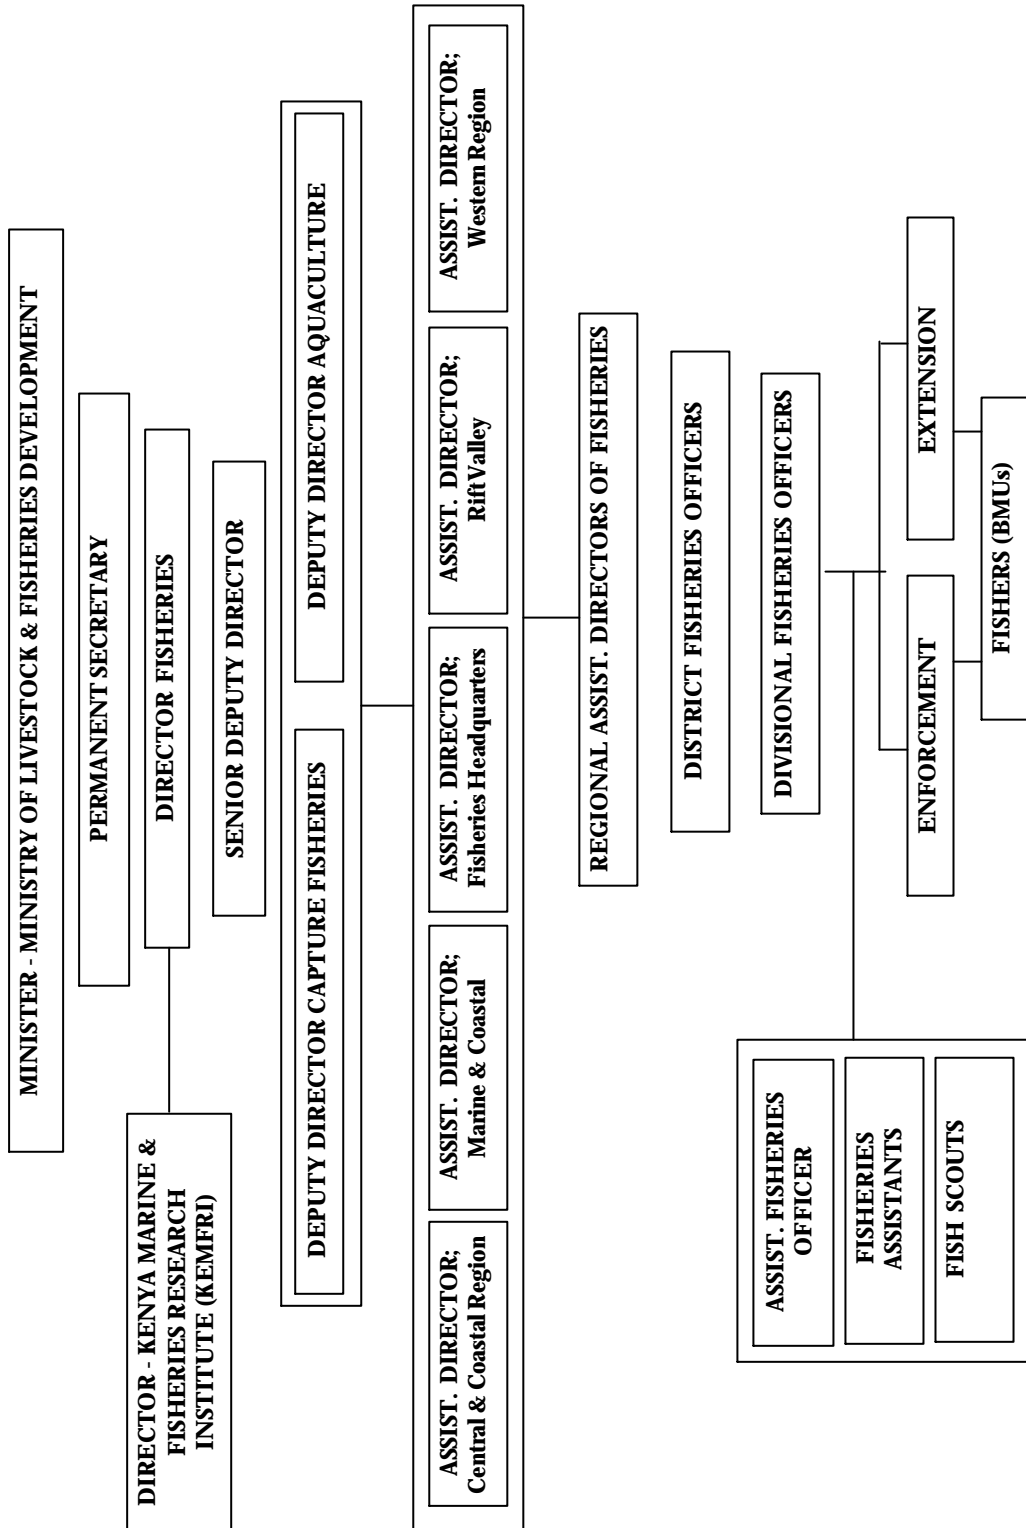 MINISTER - MINISTRY OF LIVESTOCK & FISHERIES DEVELOPMENT
PERMANENT SECRETARY
DIRECTOR FISHERIES
DIRECTOR - KENYA MARINE &
FISHERIES RESEARCH
INSTITUTE (KEMFRI)
SENIOR DEPUTY DIRECTOR
DEPUTY DIRECTOR CAPTURE FISHERIES
DEPUTY DIRECTOR AQUACULTURE
ASSIST. DIRECTOR;
Central & Coastal Region
ASSIST. DIRECTOR;
Marine & Coastal
ASSIST. DIRECTOR;
Fisheries Headquarters
ASSIST. DIRECTOR;
Rift Valley
ASSIST. DIRECTOR;
Western Region
REGIONAL ASSIST. DIRECTORS OF FISHERIES
DISTRICT FISHERIES OFFICERS
DIVISIONAL FISHERIES OFFICERS
ASSIST. FISHERIES
OFFICER
FISHERIES
ASSISTANTS
FISH SCOUTS
ENFORCEMENT
EXTENSION
FISHERS (BMUs)